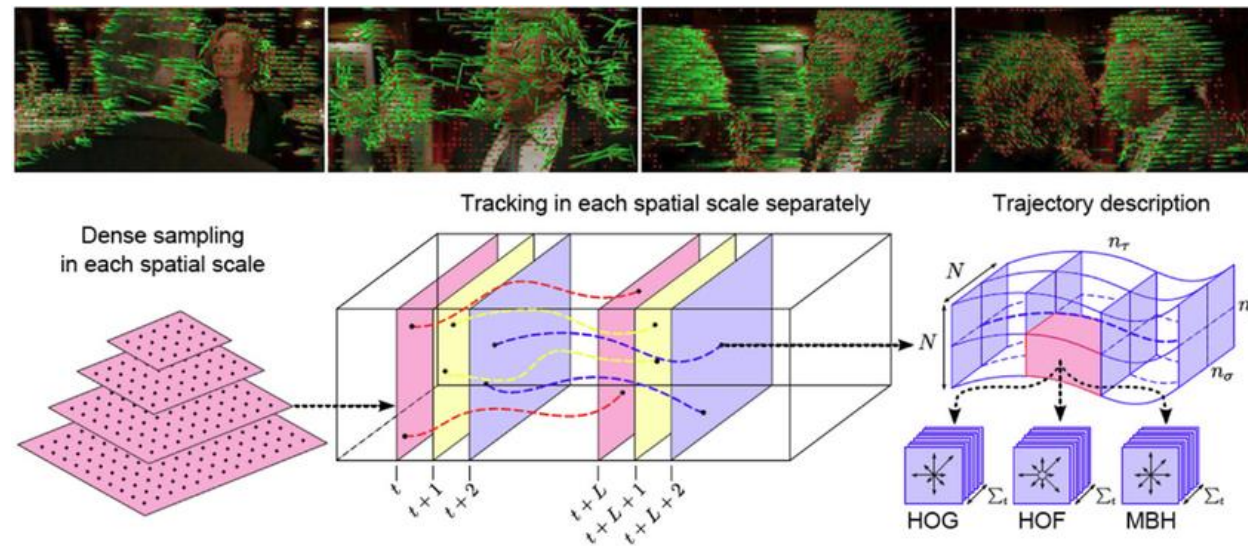 Dense sampling
in each spatial scale
Tracking in each spatial scale separately
t
t+1
t+2
t+L
t+L+1
t+L+2
Trajectory description
N
N
n_τ
n_σ
Σ_t
Σ_t
Σ_t
HOG
HOF
MBH